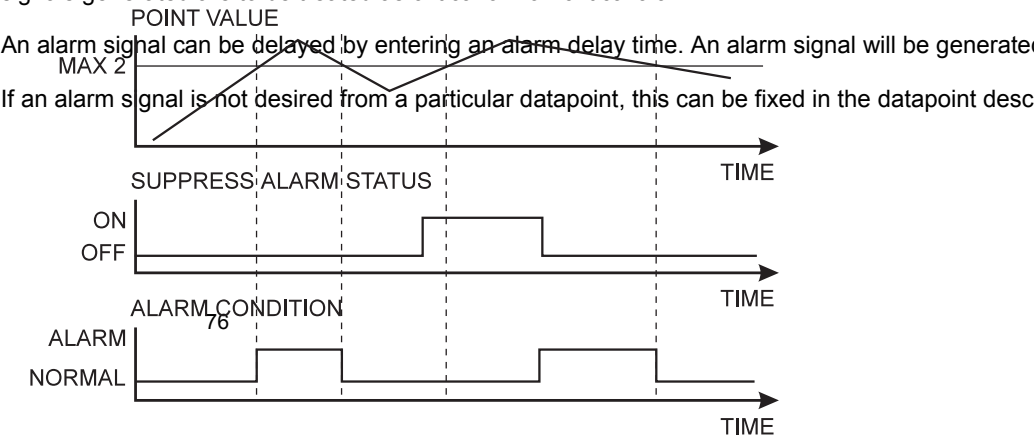 POINT VALUE
An alarm signal can be delayed by entering an alarm delay time. An alarm signal will be generated
MAX 2
If an alarm signal is not desired from a particular datapoint, this can be fixed in the datapoint desc
TIME
SUPPRESS ALARM STATUS
ON
OFF
TIME
ALARM CONDITION
76
ALARM
NORMAL
TIME